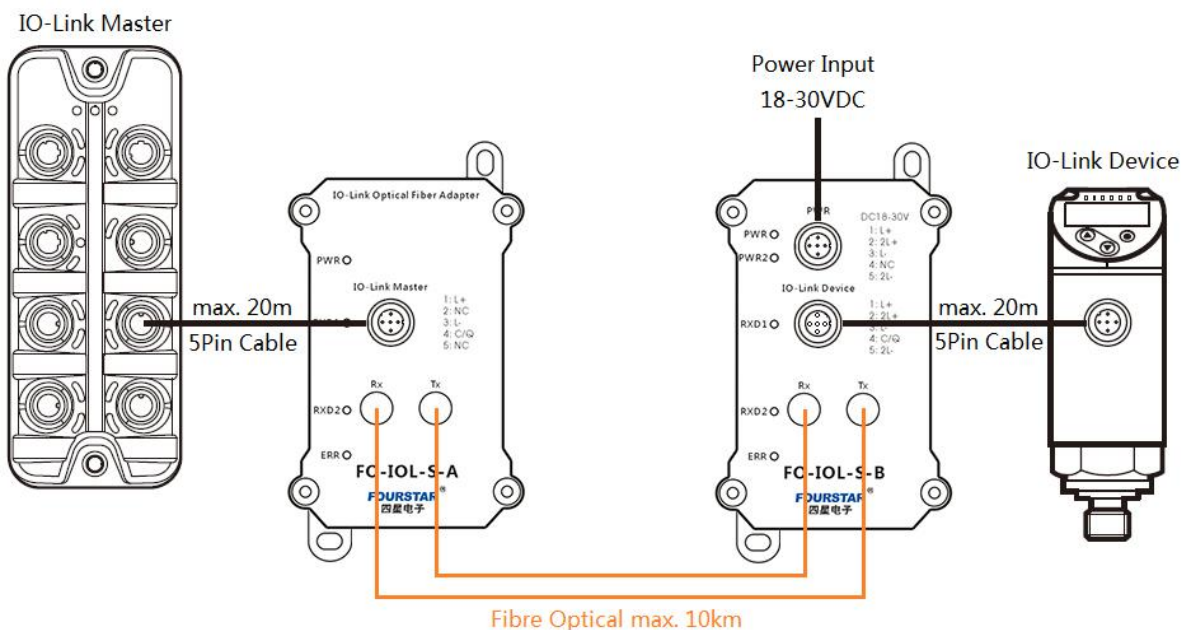 IO-Link Master
Power Input
18-30VDC
IO-Link Device
max. 20m
5Pin Cable
IO-Link Optical Fiber Adapter
PWR
IO-Link Master
1: L+
2: NC
3: L-
4: C/Q
5: NC
Rx
Tx
RXD2
ERR
FC-IOL-S-A
FOURSTAR®
四星电子
PWR
DC18-30V
1: L+
2: 2L+
3: L-
4: NC
5: 2L-
PWR
PWR2
IO-Link Device
1: L+
2: 2L+
3: L-
4: C/Q
5: 2L-
RXD1
Rx
Tx
RXD2
ERR
FC-IOL-S-B
FOURSTAR®
四星电子
max. 20m
5Pin Cable
Fibre Optical max. 10km